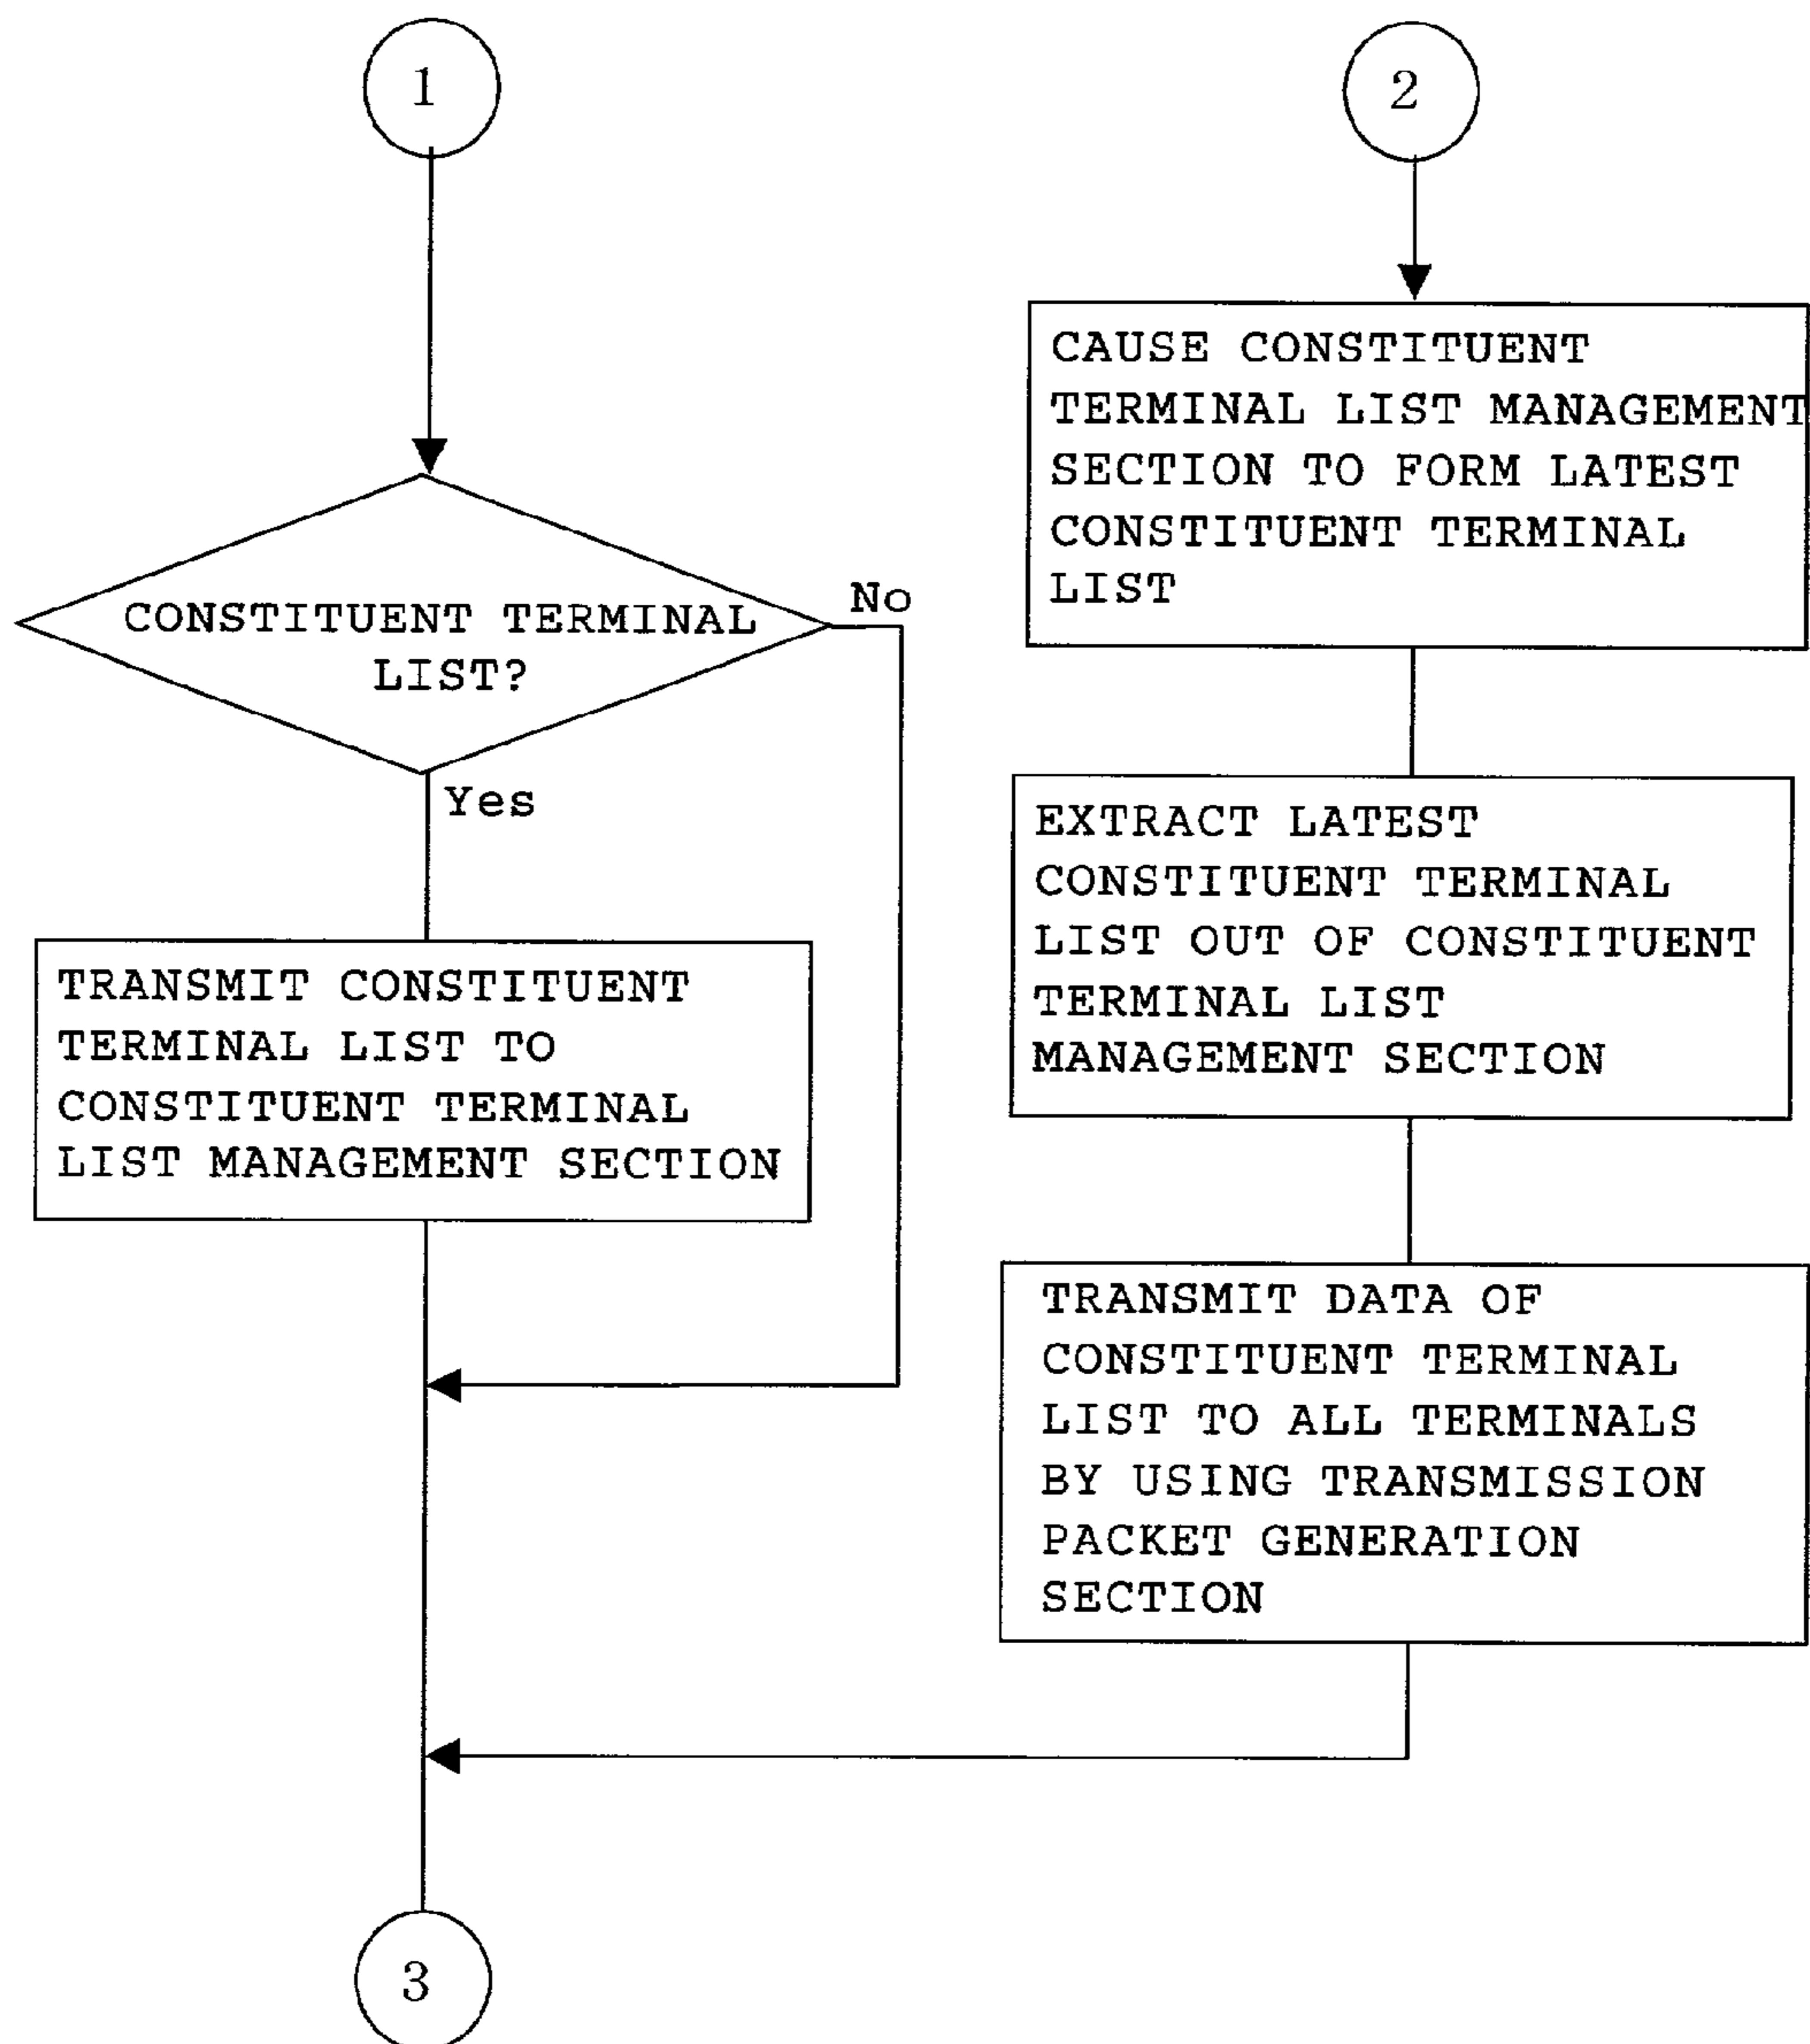 1
CONSTITUENT TERMINAL
LIST?
No
Yes
TRANSMIT CONSTITUENT
TERMINAL LIST TO
CONSTITUENT TERMINAL
LIST MANAGEMENT SECTION
2
CAUSE CONSTITUENT
TERMINAL LIST MANAGEMENT
SECTION TO FORM LATEST
CONSTITUENT TERMINAL
LIST
EXTRACT LATEST
CONSTITUENT TERMINAL
LIST OUT OF CONSTITUENT
TERMINAL LIST
MANAGEMENT SECTION
TRANSMIT DATA OF
CONSTITUENT TERMINAL
LIST TO ALL TERMINALS
BY USING TRANSMISSION
PACKET GENERATION
SECTION
3